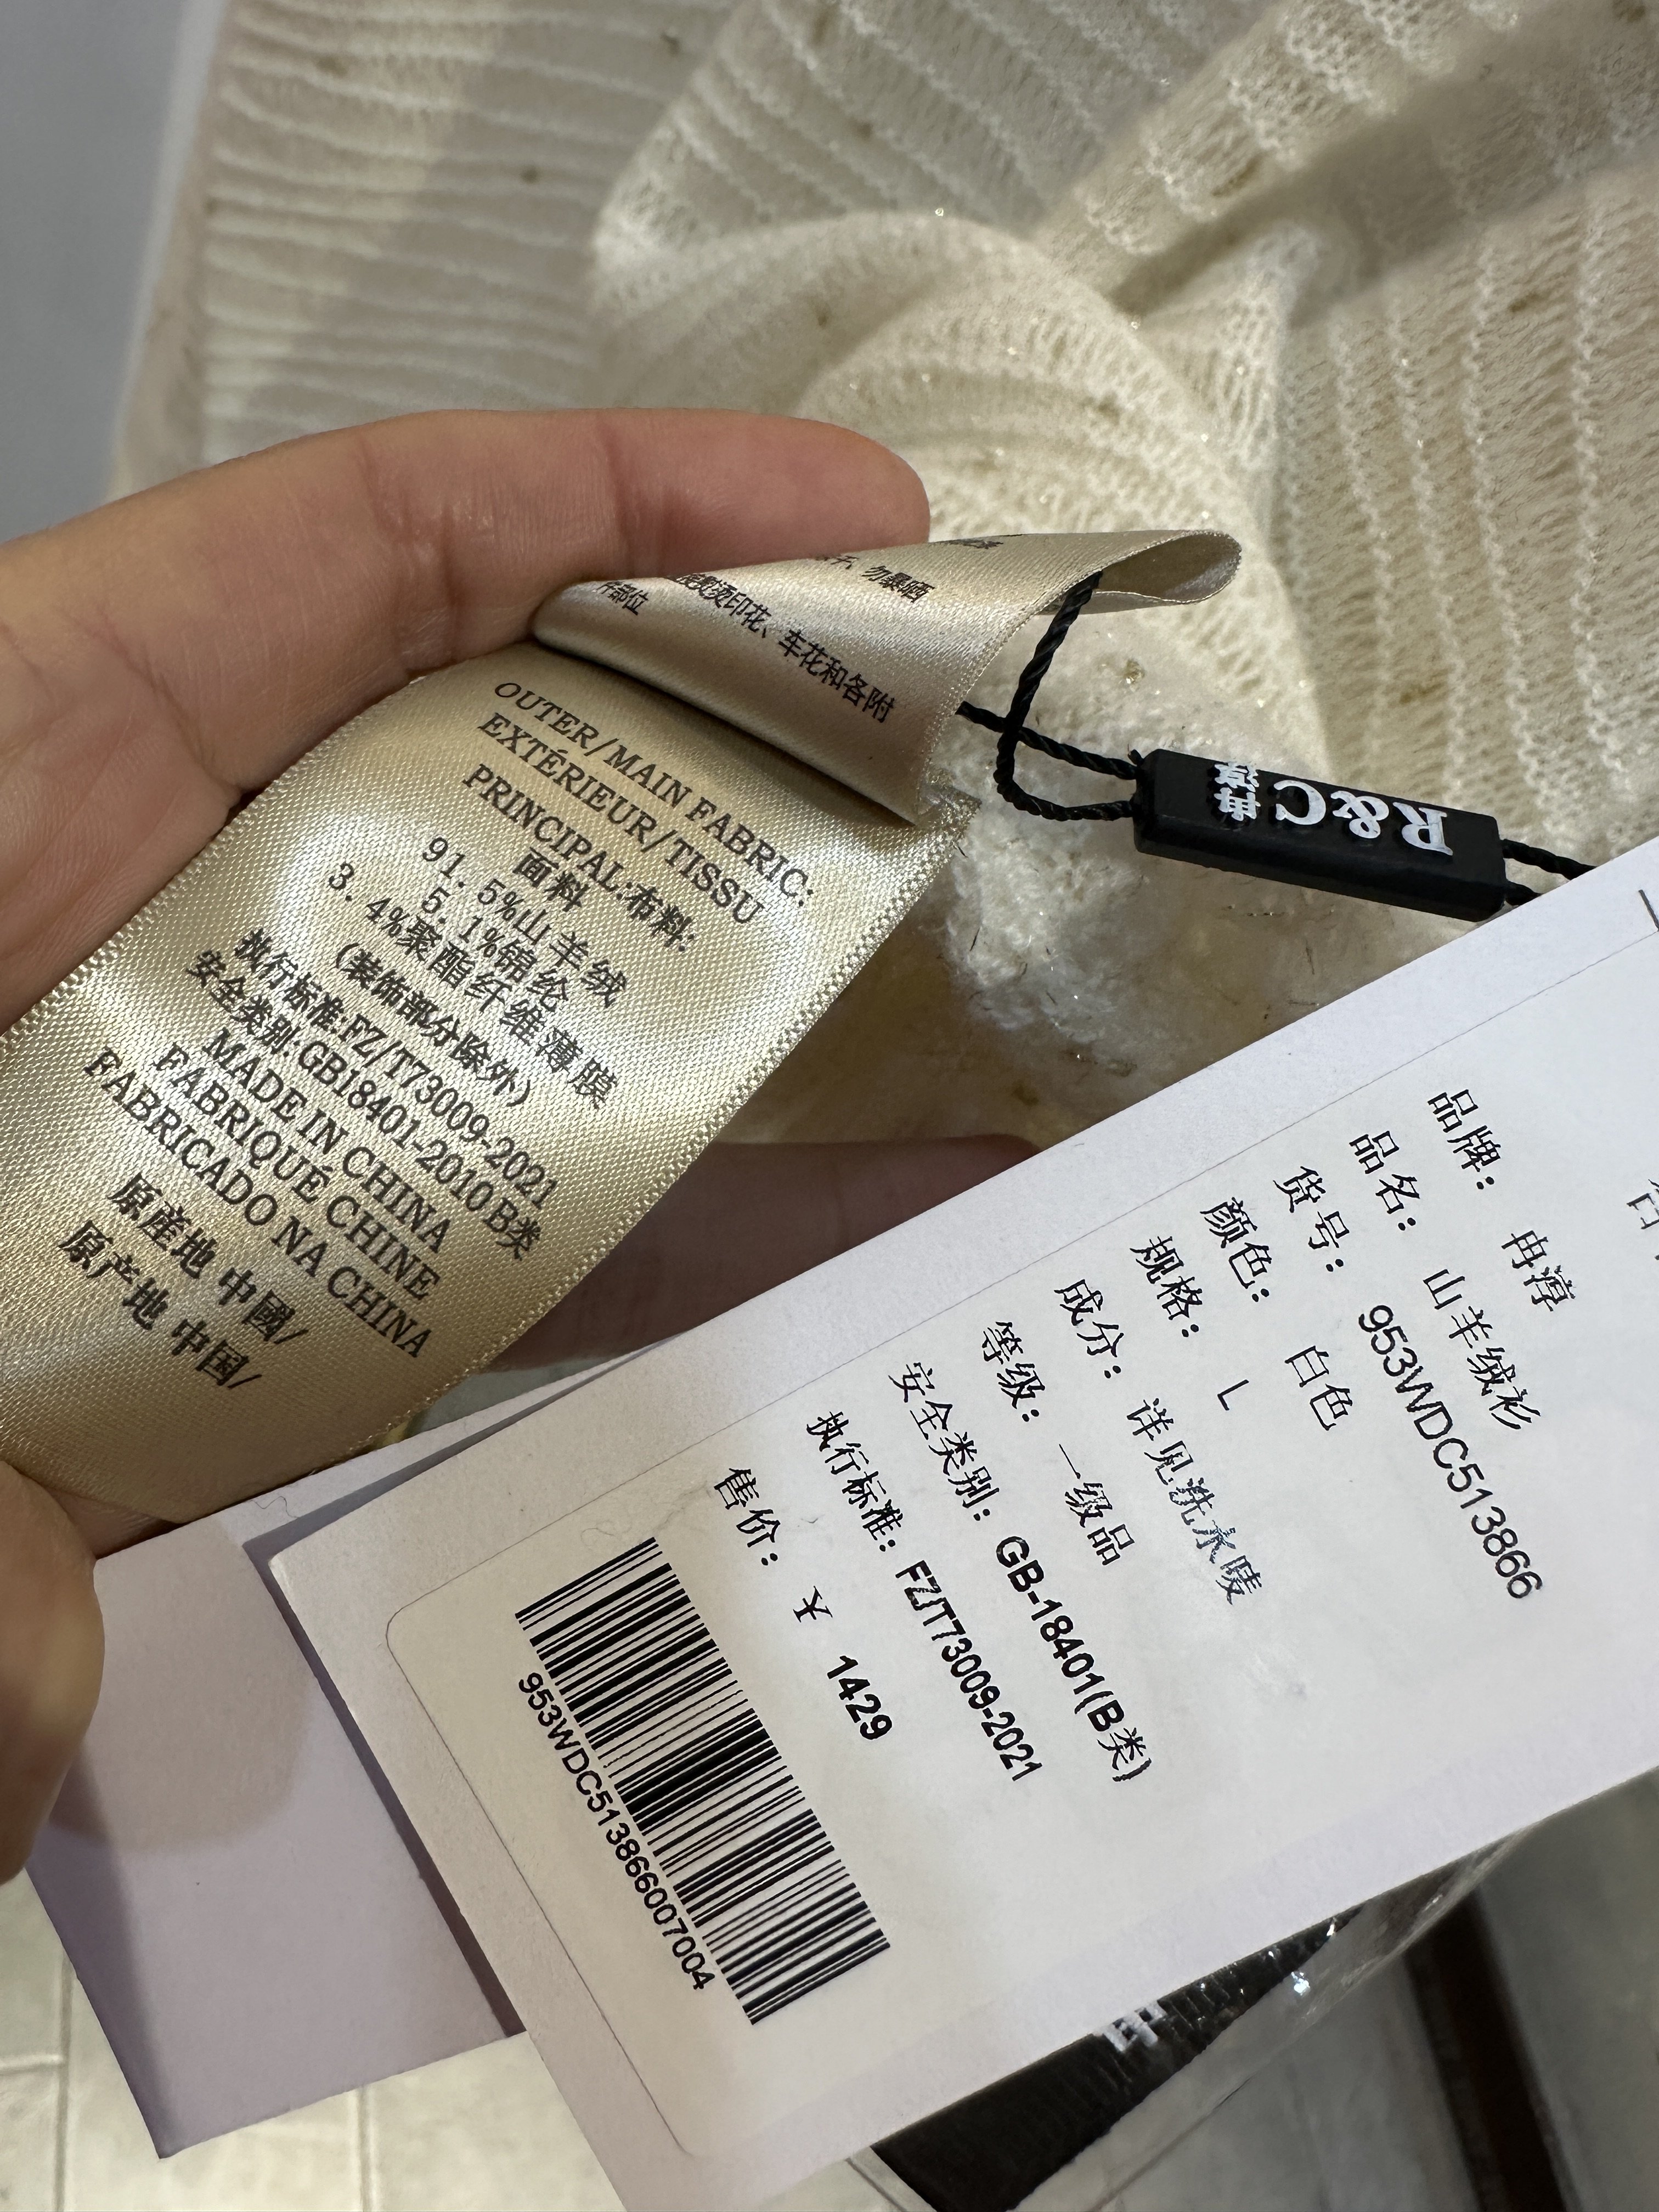 勿暴晒
熨烫印花、车花和各附
件部位
OUTER/MAIN FABRIC:
EXTÉRIEUR/TISSU
PRINCIPAL:布料:
面料
91.5%山羊绒
5.1%锦纶
3.4%聚酯纤维薄膜
(装饰部分除外)
执行标准:FZ/T73009-2021
安全类别:GB18401-2010 B类
MADE IN CHINA
FABRIQUÉ CHINE
FABRICADO NA CHINA
原産地 中國/
原产地 中国/
R&C
品牌: 冉淳
品名: 山羊绒衫
货号: 953WDC513866
颜色: 白色
规格: L
成分: 详见洗水唛
等级: 一级品
安全类别: GB-18401(B类)
执行标准: FZ/T73009-2021
售价: ¥ 1429
953WDC513866007004